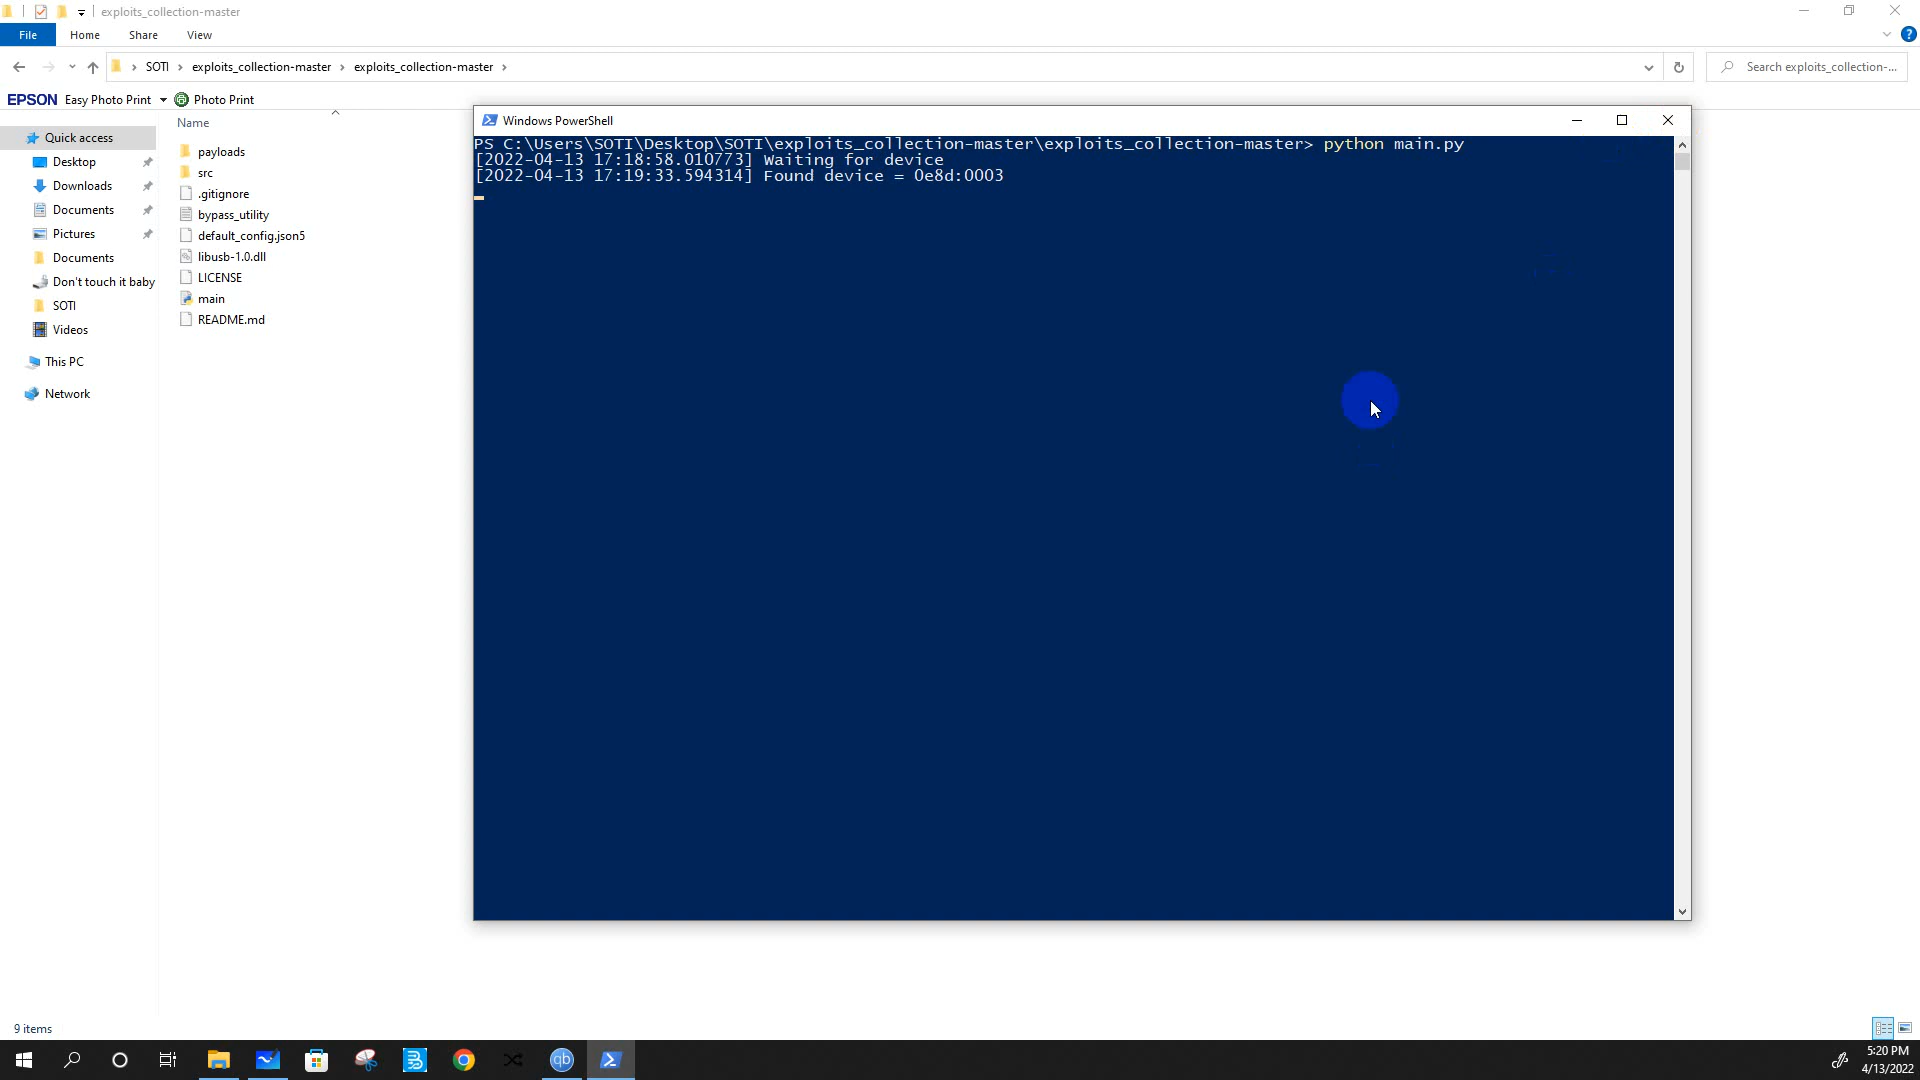 exploits_collection-master
File Home Share View
SOTI exploits_collection-master exploits_collection-master
Search exploits_collection-...
EPSON Easy Photo Print Photo Print
Name
Quick access
Desktop
Downloads
Documents
Pictures
Documents
Don't touch it baby
SOTI
Videos
This PC
Network
payloads
src
.gitignore
bypass_utility
default_config.json5
libusb-1.0.dll
LICENSE
main
README.md
Windows PowerShell
PS C:\Users\SOTI\Desktop\SOTI\exploits_collection-master\exploits_collection-master> python main.py
[2022-04-13 17:18:58.010773] Waiting for device
[2022-04-13 17:19:33.594314] Found device = 0e8d:0003
9 items
qb
5:20 PM
4/13/2022